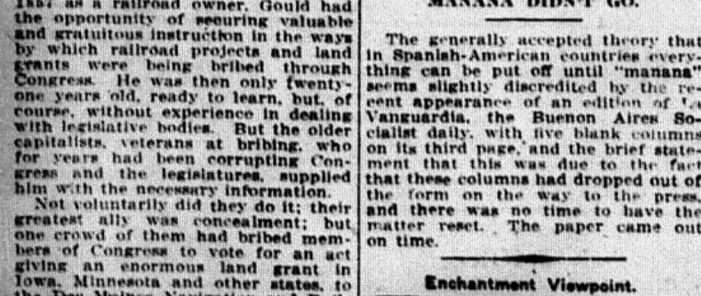 1857 as a railroad owner. Gould had
the opportunity of securing valuable
and gratuitous instruction in the ways
by which railroad projects and land
grants were being bribed through
Congress. He was then only twenty-
one years old, ready to learn, but, of
course, without experience in dealing
with legislative bodies. But the older
capitalists, veterans at bribing, who
for years had been corrupting Con-
gress and the legislatures, supplied
him with the necessary information.
Not voluntarily did they do it; their
greatest ally was concealment; but
one crowd of them had bribed mem-
bers of Congress to vote for an act
giving an enormous land grant in
Iowa, Minnesota and other states, to
the Des Moines Navigation and
MANANA DIDN'T GO.
The generally accepted theory that
in Spanish-American countries every-
thing can be put off until "manana"
seems slightly discredited by the re-
cent appearance of an edition of La
Vanguardia, the Buenon Aires So-
cialist daily, with five blank columns
on its third page, and the brief state-
ment that this was due to the fact
that these columns had dropped out of
the form on the way to the press,
and there was no time to have the
matter reset. The paper came out
on time.
Enchantment Viewpoint.